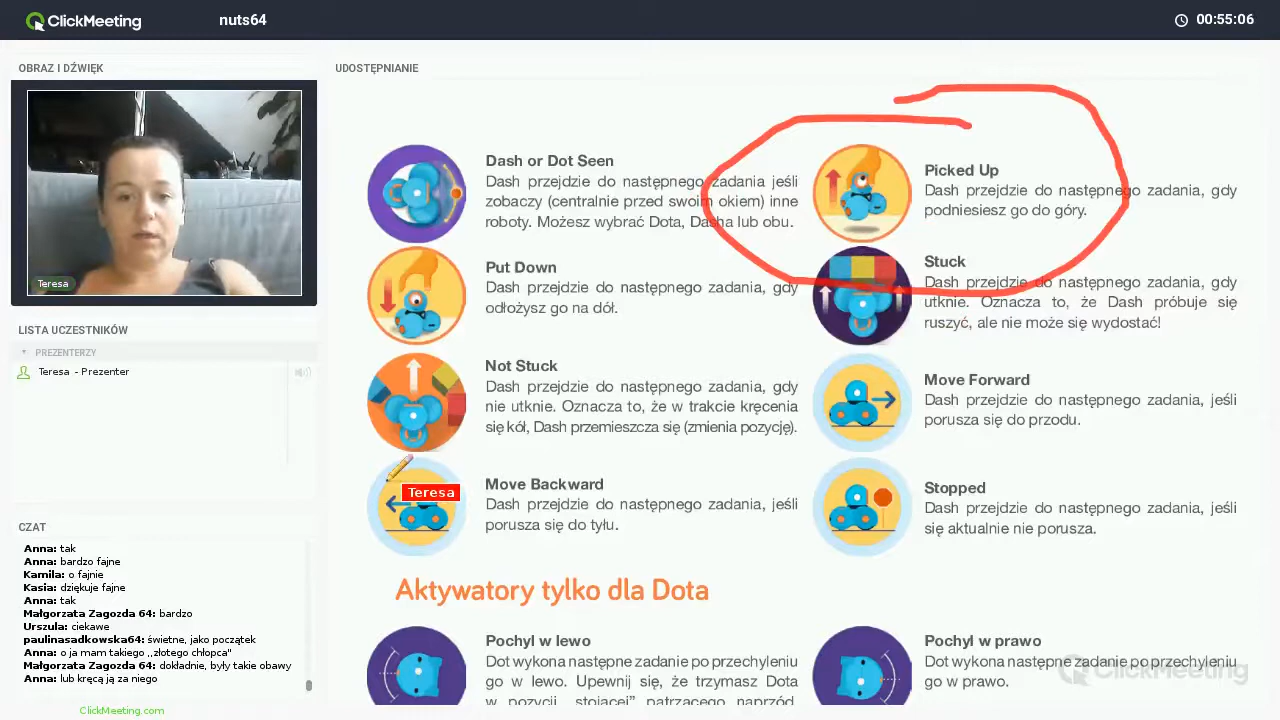 ClickMeeting
nuts64
00:55:06
OBRAZ I DŹWIĘK
Teresa
LISTA UCZESTNIKÓW
PREZENTERZY
Teresa - Prezenter
CZAT
Anna: tak
Anna: bardzo fajne
Kamila: o fajnie
Kasia: dziękuje fajne
Anna: tak
Małgorzata Zagozda 64: bardzo
Urszula: ciekawe
paulinasadkowska64: świetne, jako początek
Anna: o ja mam takiego ,,złotego chłopca"
Małgorzata Zagozda 64: dokładnie, były takie obawy
Anna: lub kręcą ją za niego
ClickMeeting.com
UDOSTĘPNIANIE
Dash or Dot Seen
Dash przejdzie do następnego zadania jeśli
zobaczy (centralnie przed swoim okiem) inne
roboty. Możesz wybrać Dota, Dasha lub obu.
Picked Up
Dash przejdzie do następnego zadania, gdy
podniesiesz go do góry.
Put Down
Dash przejdzie do następnego zadania, gdy
odłożysz go na dół.
Stuck
Dash przejdzie do następnego zadania, gdy
utknie. Oznacza to, że Dash próbuje się
ruszyć, ale nie może się wydostać!
Not Stuck
Dash przejdzie do następnego zadania, gdy
nie utknie. Oznacza to, że w trakcie kręcenia
się kół, Dash przemieszcza się (zmienia pozycję).
Move Forward
Dash przejdzie do następnego zadania, jeśli
porusza się do przodu.
Teresa
Move Backward
Dash przejdzie do następnego zadania, jeśli
porusza się do tyłu.
Stopped
Dash przejdzie do następnego zadania, jeśli
się aktualnie nie porusza.
Aktywatory tylko dla Dota
Pochyl w lewo
Dot wykona następne zadanie po przechyleniu
go w lewo. Upewnij się, że trzymasz Dota
w pozycji „stojącej” patrzącego naprzód.
Pochyl w prawo
Dot wykona następne zadanie po przechyleniu
go w prawo.
ClickMeeting